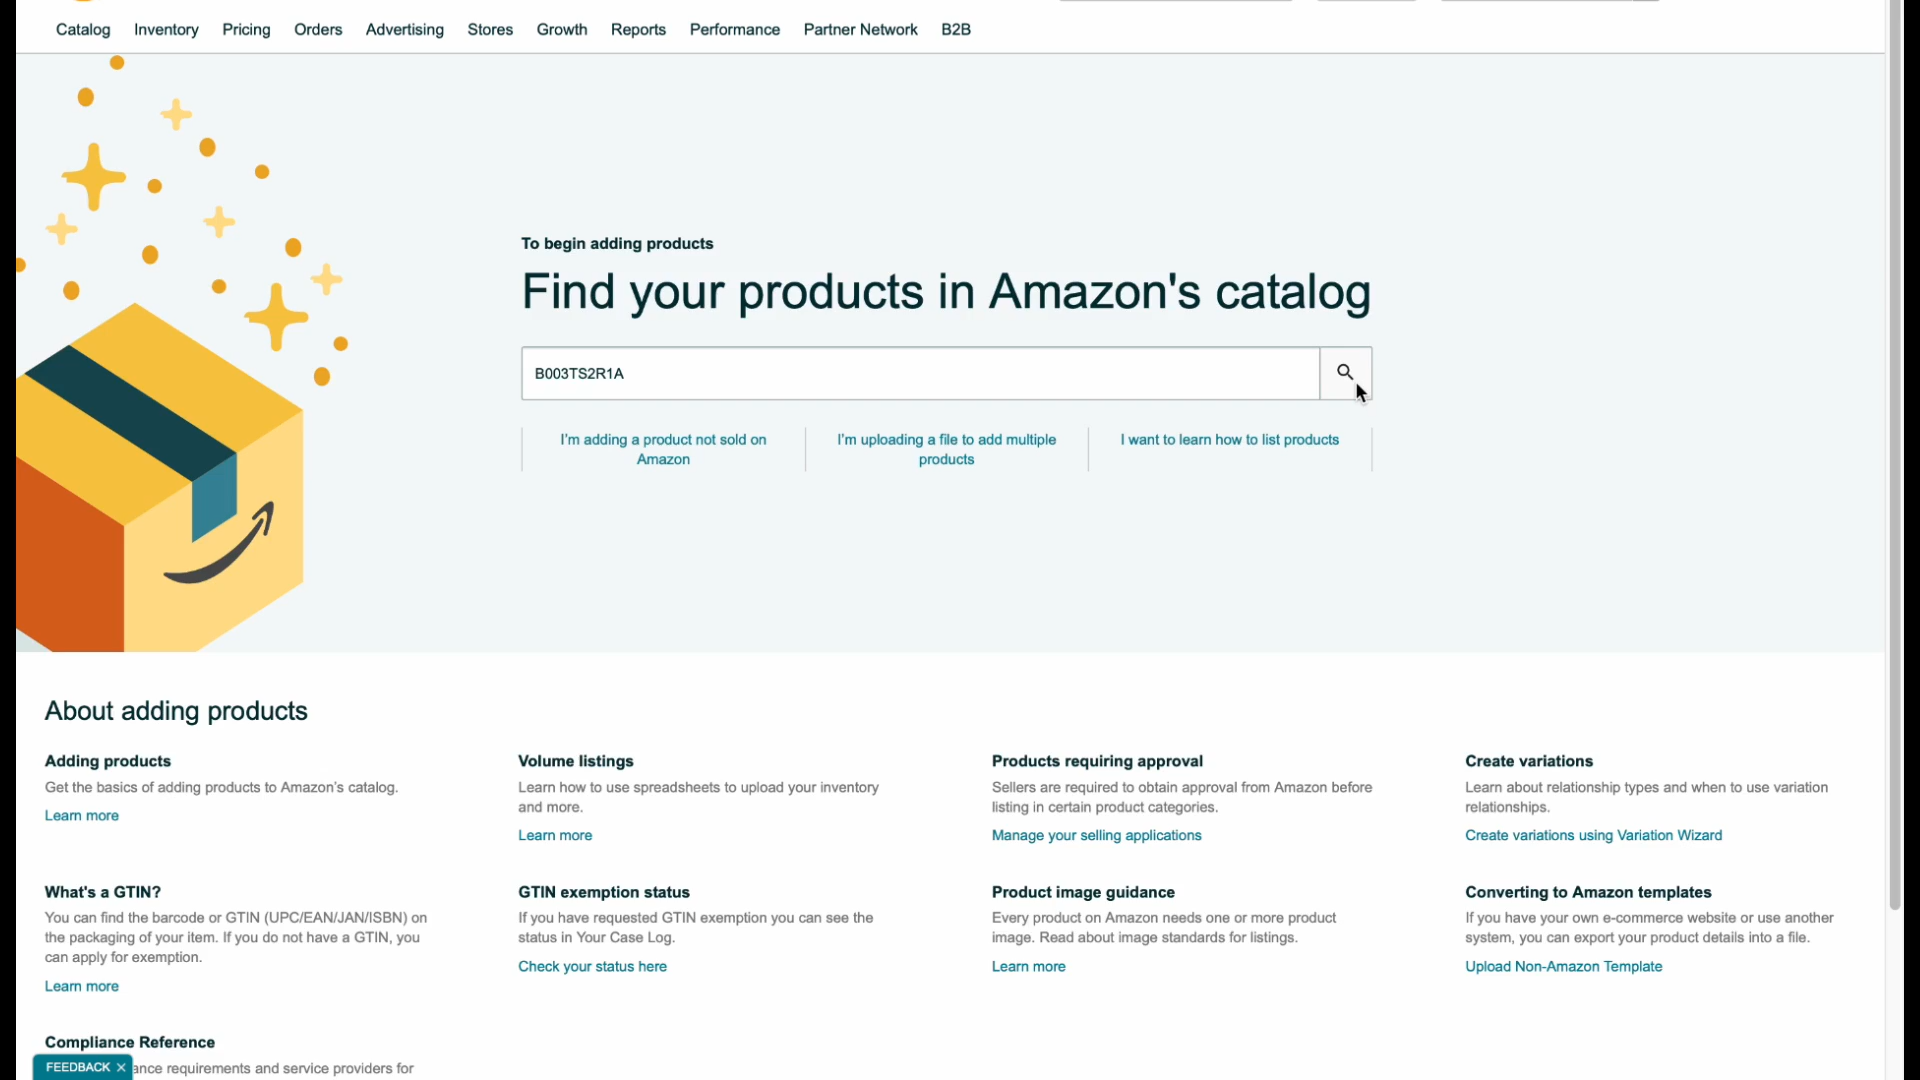 Catalog Inventory Pricing Orders Advertising Stores Growth Reports Performance Partner Network B2B
To begin adding products
Find your products in Amazon's catalog
B003TS2R1A
I'm adding a product not sold on
Amazon
I'm uploading a file to add multiple
products
I want to learn how to list products
About adding products
Adding products
Get the basics of adding products to Amazon's catalog.
Learn more
Volume listings
Learn how to use spreadsheets to upload your inventory
and more.
Learn more
Products requiring approval
Sellers are required to obtain approval from Amazon before
listing in certain product categories.
Manage your selling applications
Create variations
Learn about relationship types and when to use variation
relationships.
Create variations using Variation Wizard
What's a GTIN?
You can find the barcode or GTIN (UPC/EAN/JAN/ISBN) on
the packaging of your item. If you do not have a GTIN, you
can apply for exemption.
Learn more
GTIN exemption status
If you have requested GTIN exemption you can see the
status in Your Case Log.
Check your status here
Product image guidance
Every product on Amazon needs one or more product
image. Read about image standards for listings.
Learn more
Converting to Amazon templates
If you have your own e-commerce website or use another
system, you can export your product details into a file.
Upload Non-Amazon Template
Compliance Reference
requirements and service providers for
FEEDBACK ×